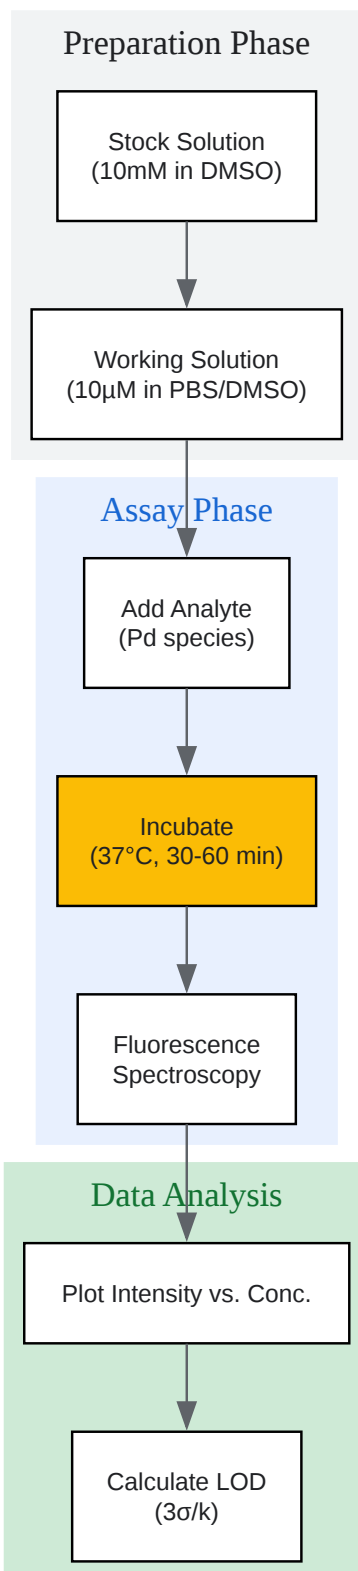 Preparation Phase
Stock Solution
(10mM in DMSO)
Working Solution
(10µM in PBS/DMSO)
Assay Phase
Add Analyte
(Pd species)
Incubate
(37°C, 30-60 min)
Fluorescence
Spectroscopy
Data Analysis
Plot Intensity vs. Conc.
Calculate LOD
(3σ/k)